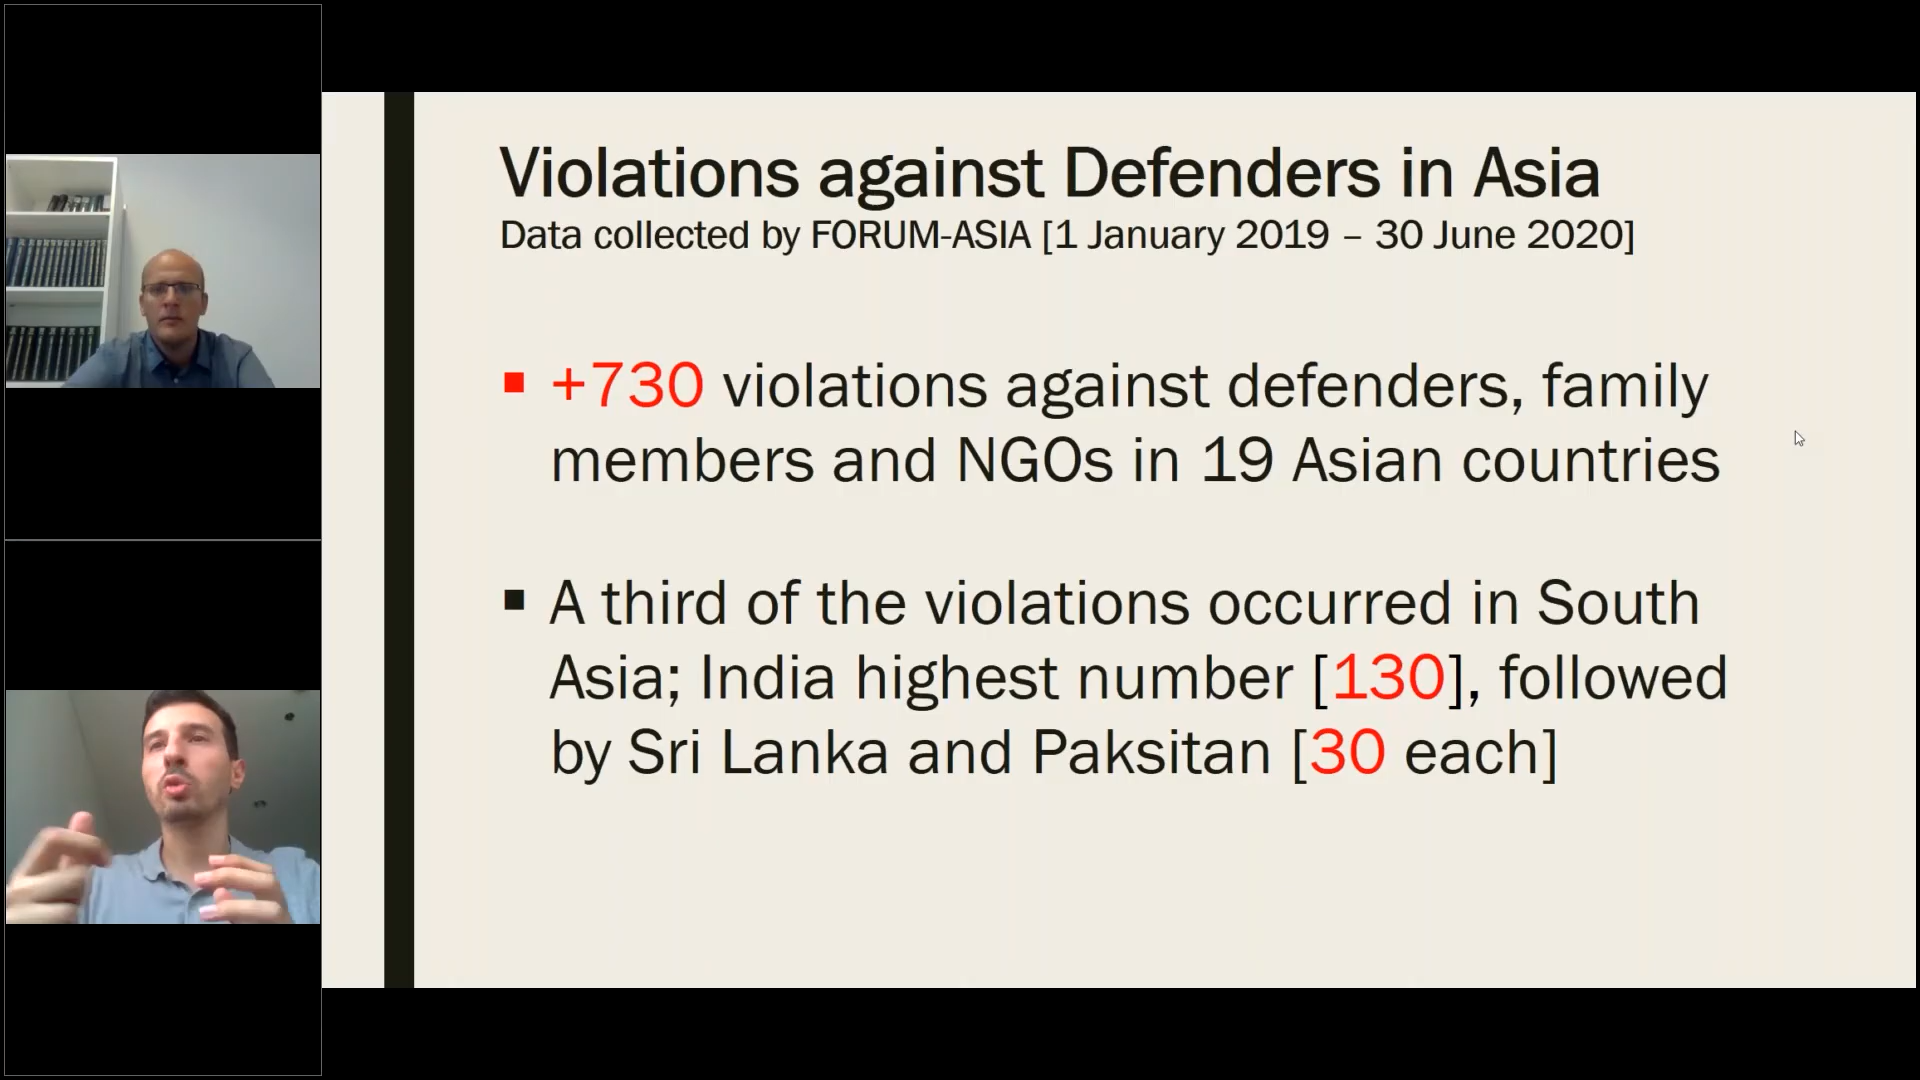 Violations against Defenders in Asia
Data collected by FORUM-ASIA [1 January 2019 – 30 June 2020]
+730 violations against defenders, family
members and NGOs in 19 Asian countries
A third of the violations occurred in South
Asia; India highest number [130], followed
by Sri Lanka and Paksitan [30 each]